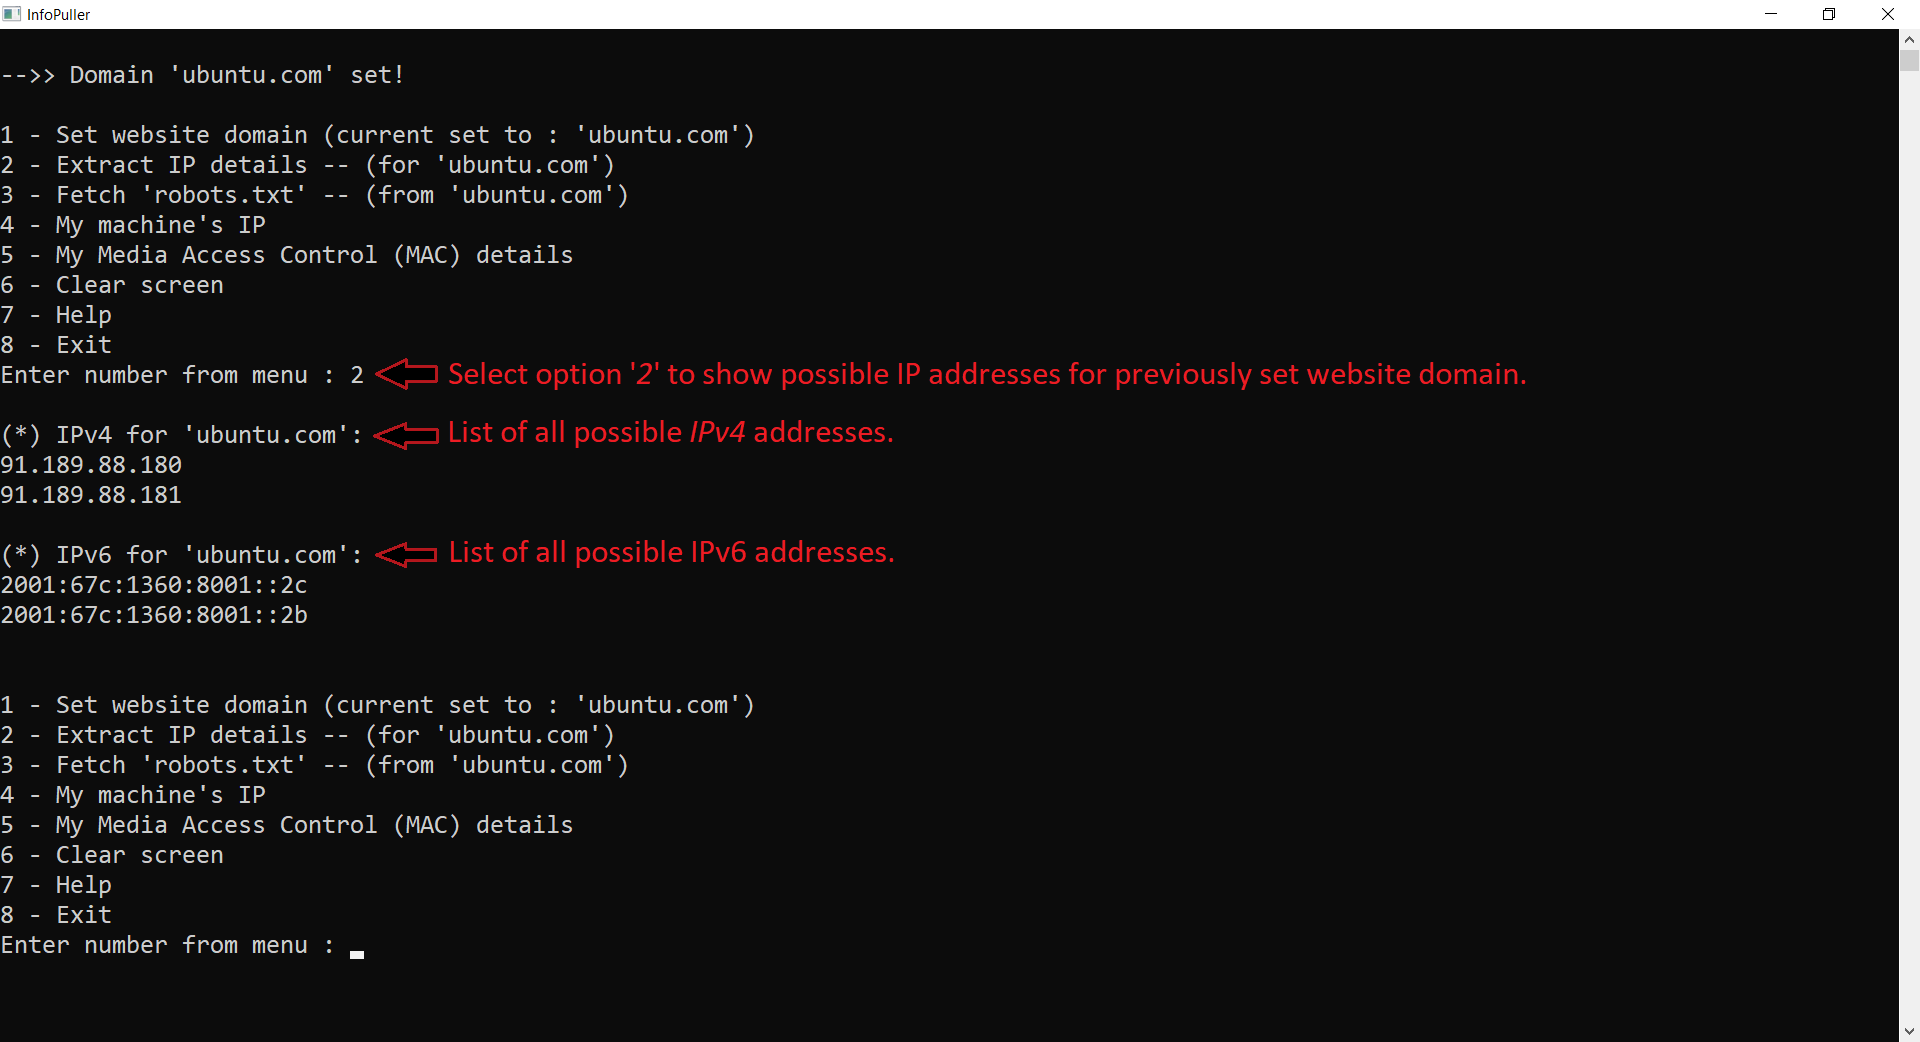 InfoPuller
-->> Domain 'ubuntu.com' set!
1 - Set website domain (current set to : 'ubuntu.com')
2 - Extract IP details -- (for 'ubuntu.com')
3 - Fetch 'robots.txt' -- (from 'ubuntu.com')
4 - My machine's IP
5 - My Media Access Control (MAC) details
6 - Clear screen
7 - Help
8 - Exit
Enter number from menu : 2 Select option '2' to show possible IP addresses for previously set website domain.
(*) IPv4 for 'ubuntu.com': List of all possible IPv4 addresses.
91.189.88.180
91.189.88.181
(*) IPv6 for 'ubuntu.com': List of all possible IPv6 addresses.
2001:67c:1360:8001::2c
2001:67c:1360:8001::2b
1 - Set website domain (current set to : 'ubuntu.com')
2 - Extract IP details -- (for 'ubuntu.com')
3 - Fetch 'robots.txt' -- (from 'ubuntu.com')
4 - My machine's IP
5 - My Media Access Control (MAC) details
6 - Clear screen
7 - Help
8 - Exit
Enter number from menu :